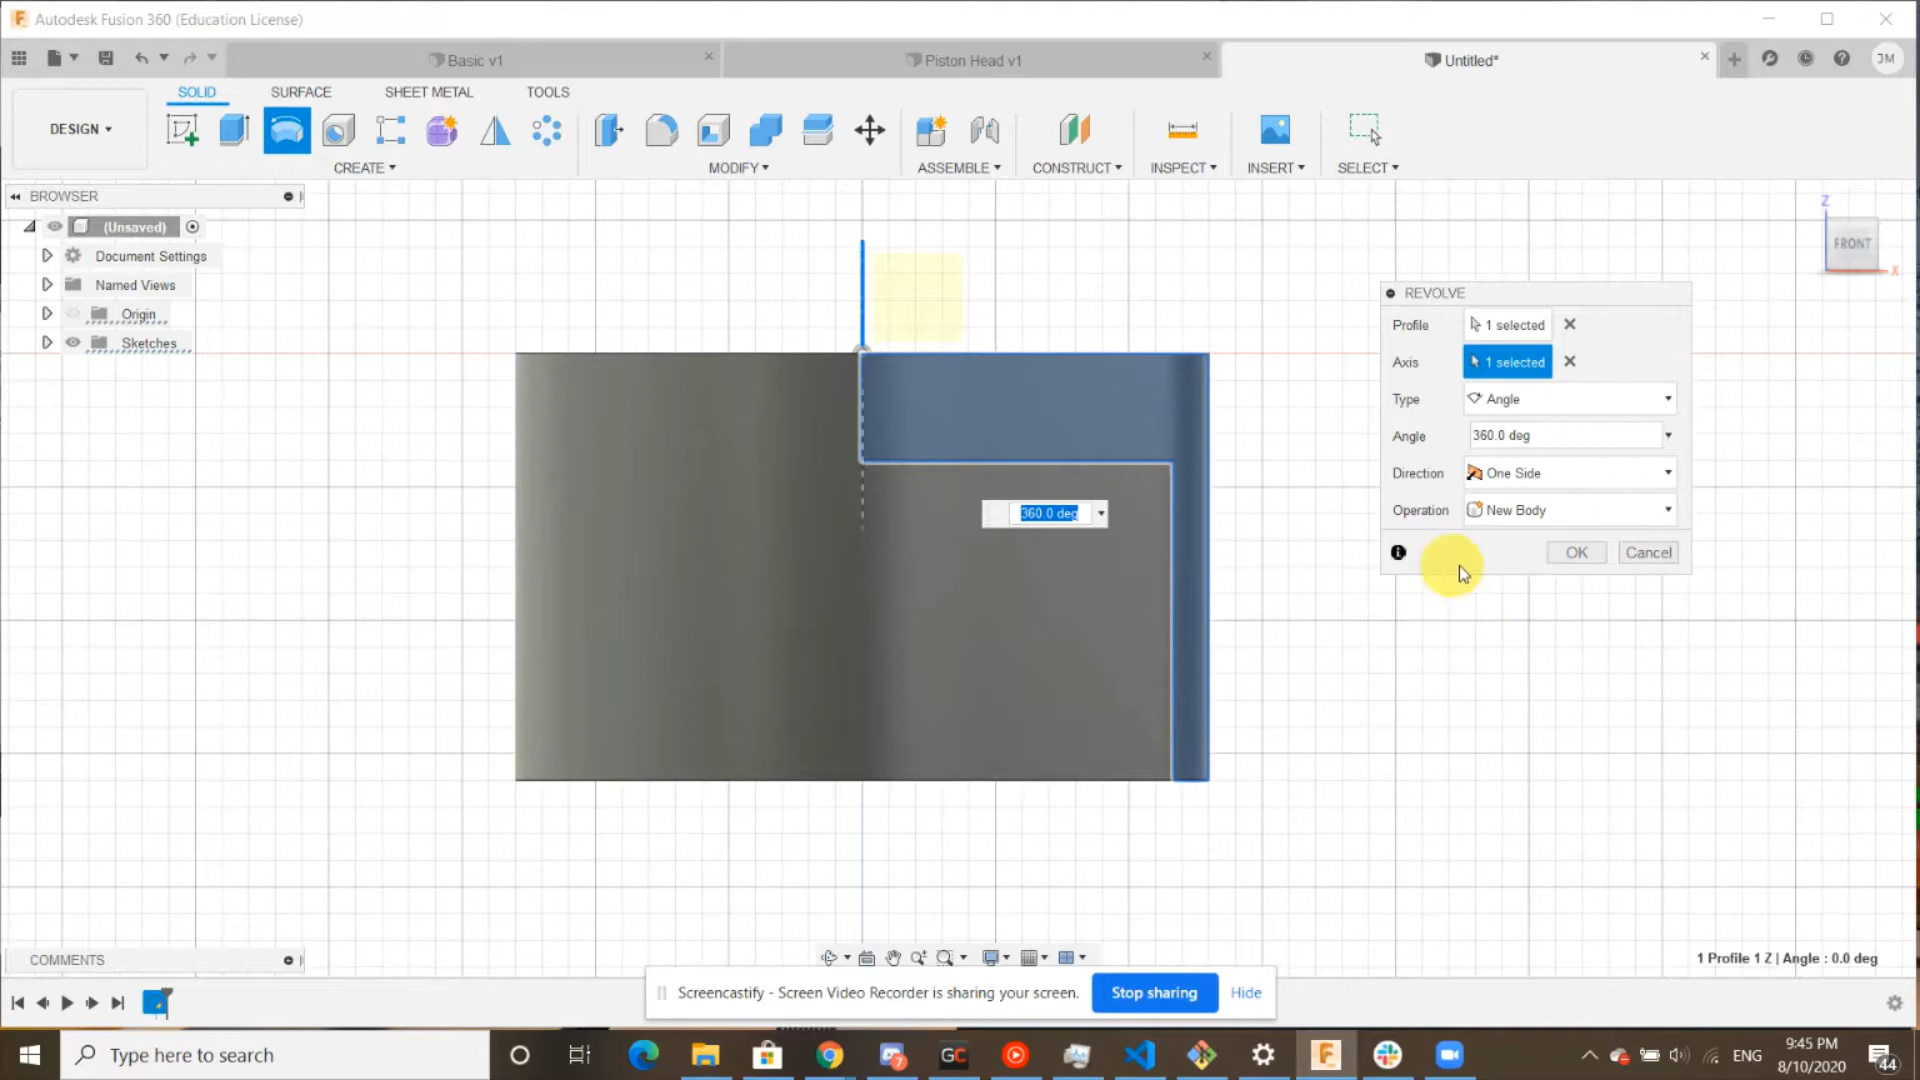 Autodesk Fusion 360 (Education License)
Basic v1
Piston Head v1
Untitled*
JM
DESIGN
SOLID
SURFACE
SHEET METAL
TOOLS
CREATE
MODIFY
ASSEMBLE
CONSTRUCT
INSPECT
INSERT
SELECT
BROWSER
(Unsaved)
Document Settings
Named Views
Origin
Sketches
Z
FRONT
X
REVOLVE
Profile
1 selected
Axis
1 selected
Type
Angle
Angle
360.0 deg
Direction
One Side
Operation
New Body
OK
Cancel
360.0 deg
COMMENTS
1 Profile 1 Z | Angle : 0.0 deg
Screencastify - Screen Video Recorder is sharing your screen.
Stop sharing
Hide
Type here to search
7
GC
ENG
9:45 PM
8/10/2020
44